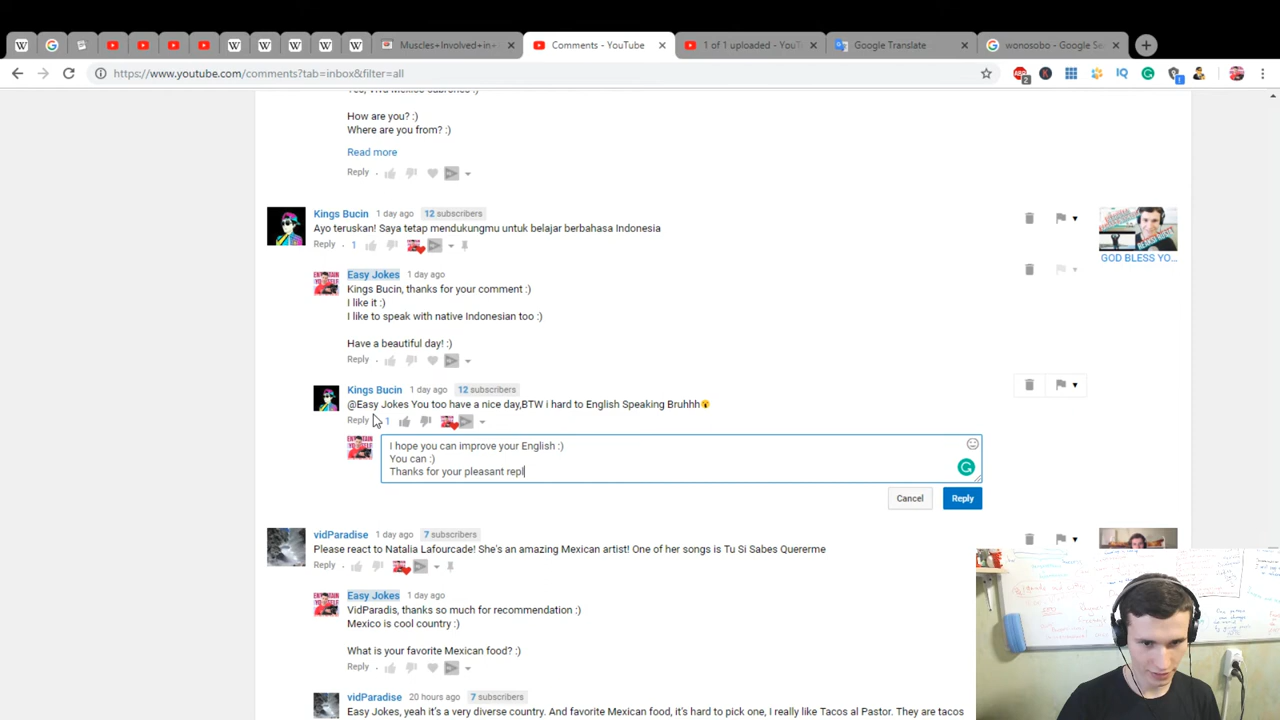 Muscles+Involved+in+
Comments - YouTube
1 of 1 uploaded - YouT
Google Translate
wonosobo - Google Se
https://www.youtube.com/comments?tab=inbox&filter=all
Yes, Viva Mexico cabrones :)
How are you? :)
Where are you from? :)
Read more
Reply
Kings Bucin 1 day ago 12 subscribers
Ayo teruskan! Saya tetap mendukungmu untuk belajar berbahasa Indonesia
Reply · 1
GOD BLESS YO...
Easy Jokes 1 day ago
Kings Bucin, thanks for your comment :)
I like it :)
I like to speak with native Indonesian too :)
Have a beautiful day! :)
Reply
Kings Bucin 1 day ago 12 subscribers
@Easy Jokes You too have a nice day,BTW i hard to English Speaking Bruhhh😮
Reply · 1
I hope you can improve your English :)
You can :)
Thanks for your pleasant repl
Cancel Reply
vidParadise 1 day ago 7 subscribers
Please react to Natalia Lafourcade! She's an amazing Mexican artist! One of her songs is Tu Si Sabes Quererme
Reply
Easy Jokes 1 day ago
VidParadis, thanks so much for recommendation :)
Mexico is cool country :)
What is your favorite Mexican food? :)
Reply
vidParadise 20 hours ago 7 subscribers
Easy Jokes, yeah it's a very diverse country. And favorite Mexican food, it's hard to pick one, I really like Tacos al Pastor. They are tacos